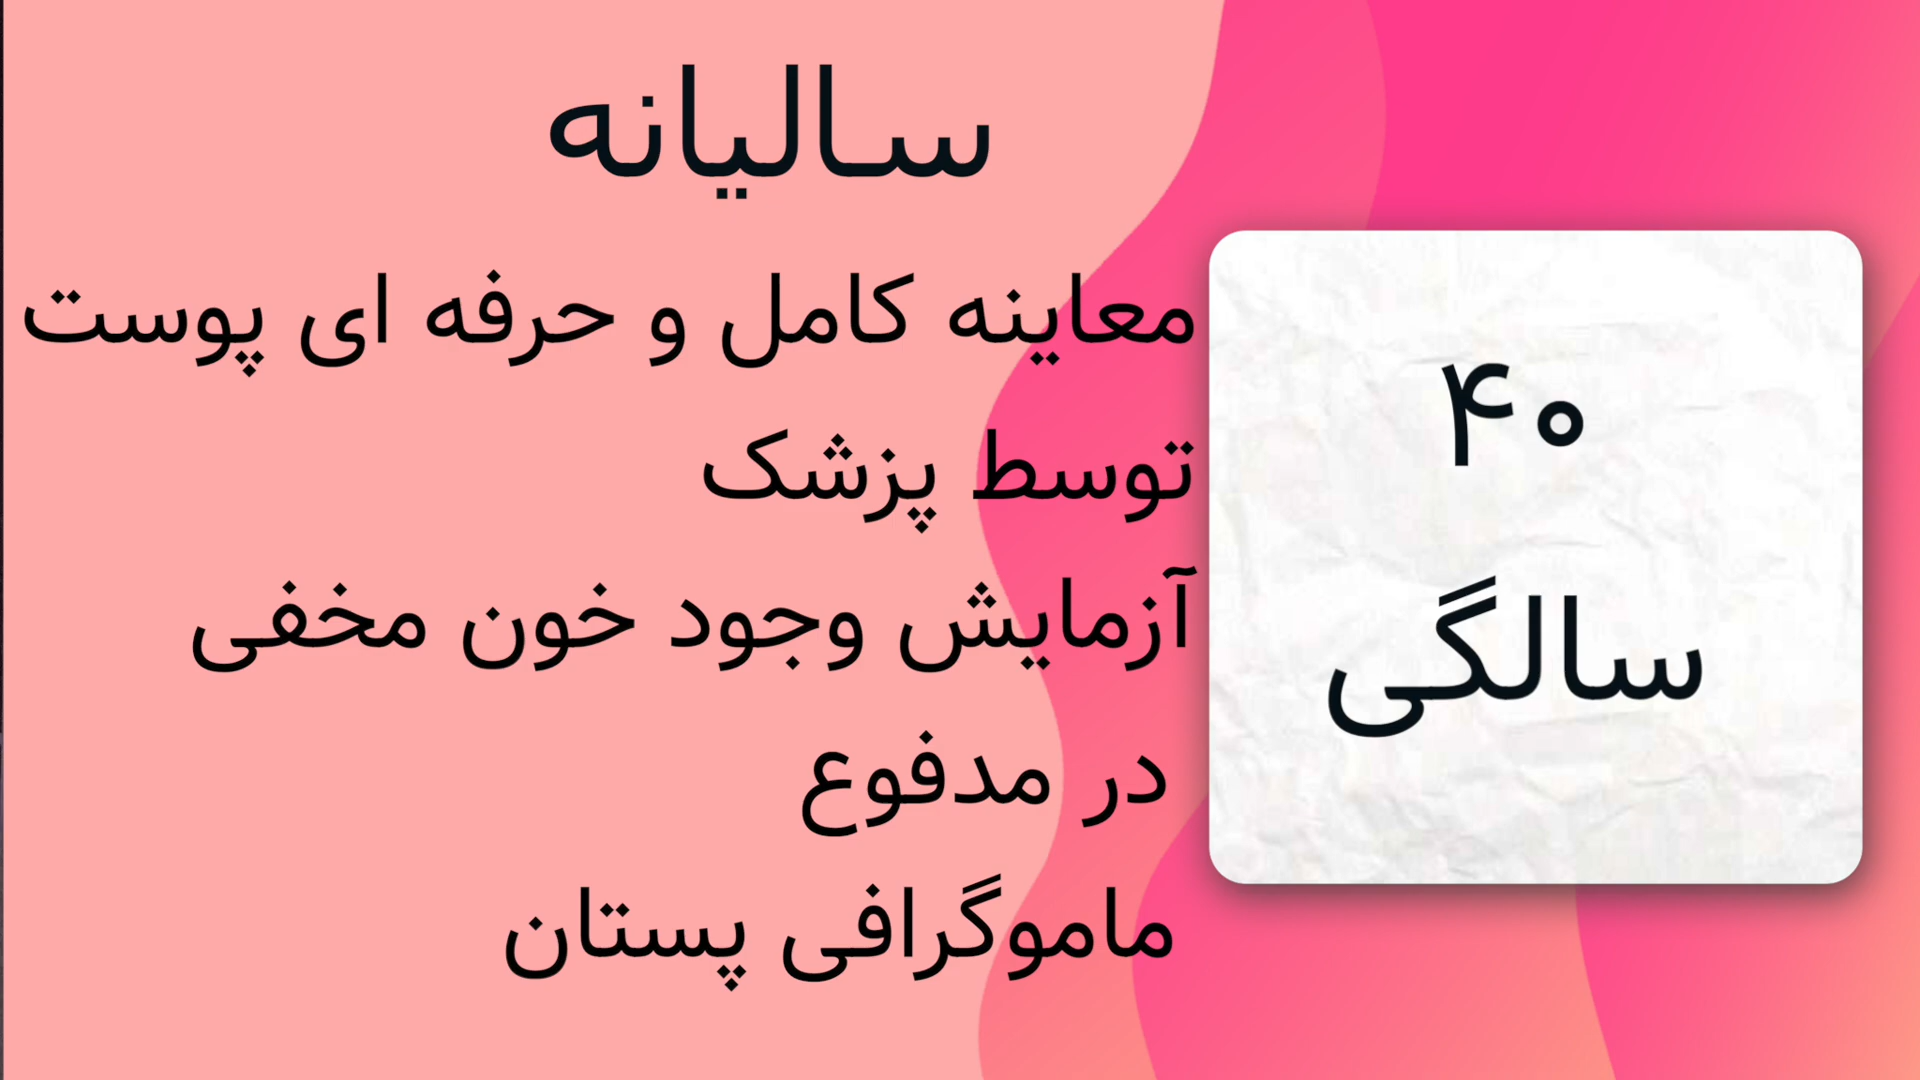 سالیانه
معاینه کامل و حرفه ای پوست
توسط پزشک
آزمایش وجود خون مخفی
در مدفوع
ماموگرافی پستان
۴۰
سالگی